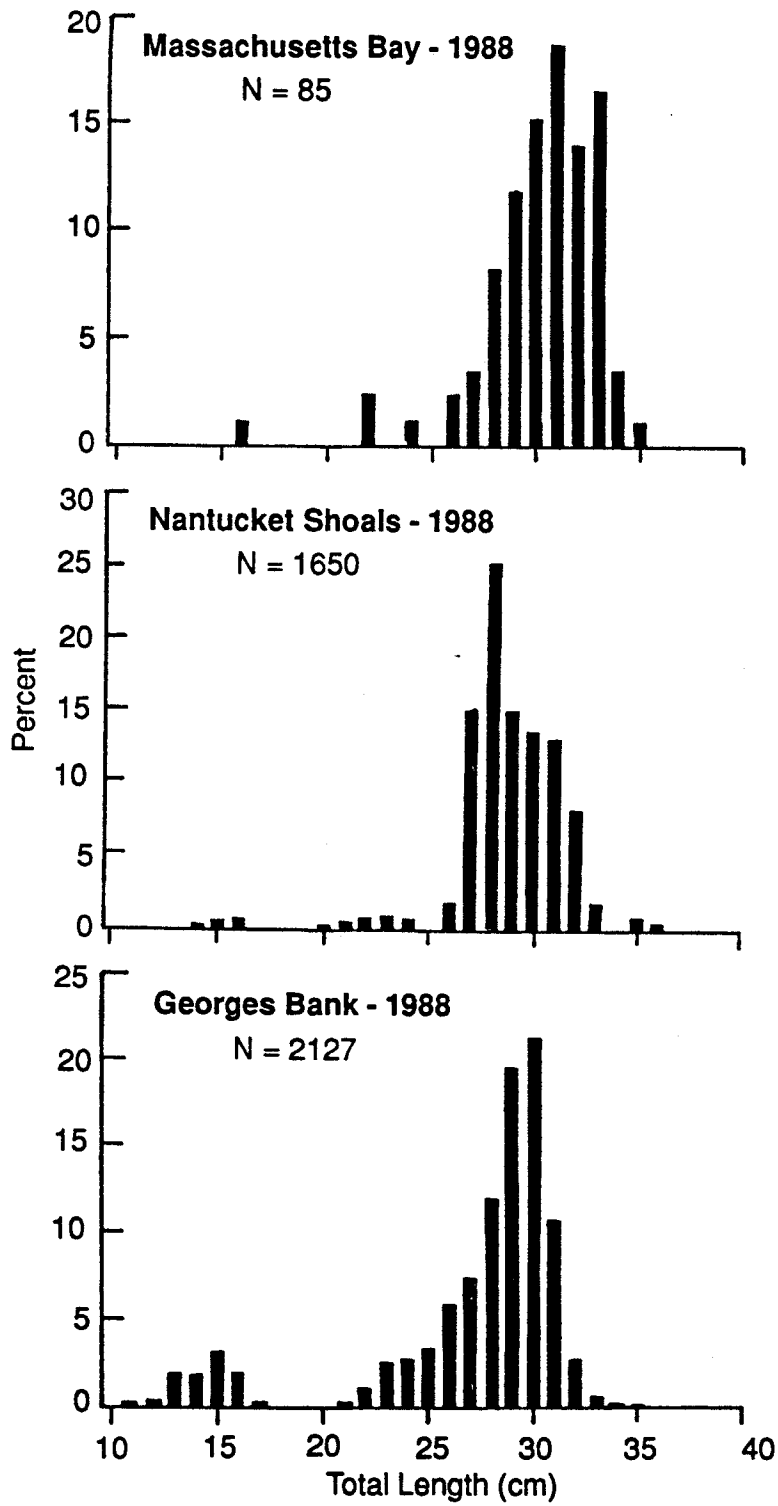 Massachusetts Bay - 1988
N = 85
20
15
10
5
0
Nantucket Shoals - 1988
N = 1650
30
25
20
15
10
5
0
Percent
Georges Bank - 1988
N = 2127
25
20
15
10
5
0
10 15 20 25 30 35 40
Total Length (cm)